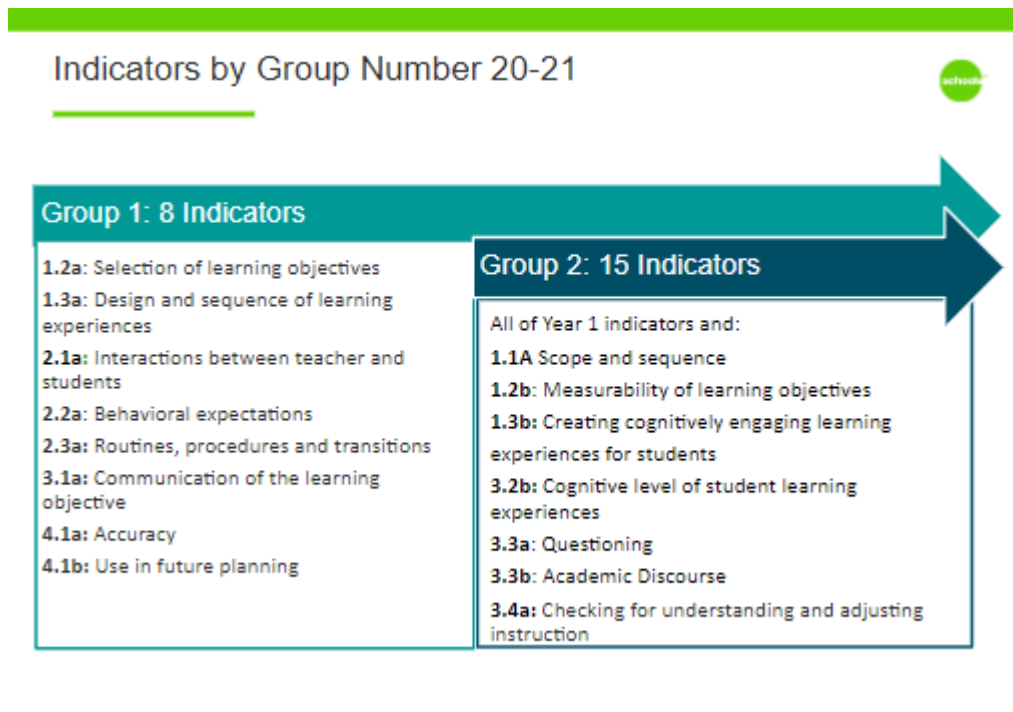 Indicators by Group Number 20-21
schools
Group 1: 8 Indicators
1.2a: Selection of learning objectives
1.3a: Design and sequence of learning
experiences
2.1a: Interactions between teacher and
students
2.2a: Behavioral expectations
2.3a: Routines, procedures and transitions
3.1a: Communication of the learning
objective
4.1a: Accuracy
4.1b: Use in future planning
Group 2: 15 Indicators
All of Year 1 indicators and:
1.1A Scope and sequence
1.2b: Measurability of learning objectives
1.3b: Creating cognitively engaging learning
experiences for students
3.2b: Cognitive level of student learning
experiences
3.3a: Questioning
3.3b: Academic Discourse
3.4a: Checking for understanding and adjusting
instruction